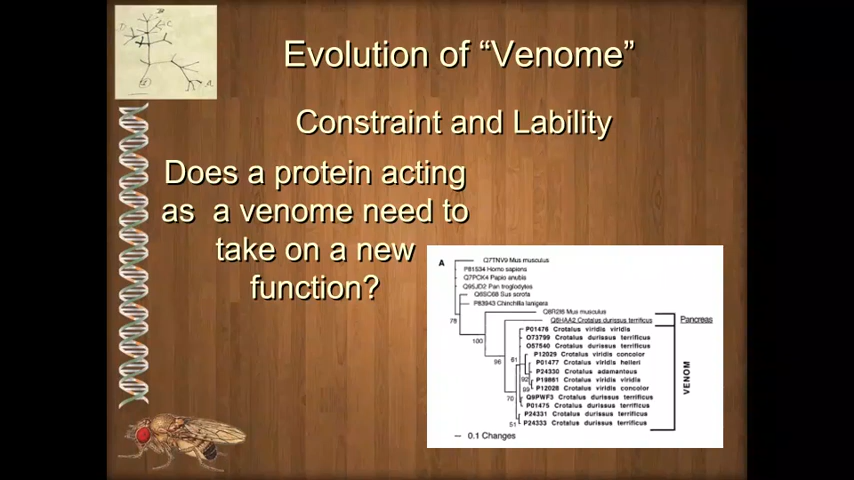 Evolution of “Venome”
Constraint and Lability
Does a protein acting
as a venome need to
take on a new
function?
A
Q7TNV9 Mus musculus
P81534 Homo sapiens
Q7PCK4 Papio anubis
Q95JD2 Pan troglodytes
Q6SC68 Sus scrofa
P83943 Chinchilla lanigera
Q8R2I6 Mus musculus
Q6HAA2 Crotalus durissus terrificus
Pancreas
P01476 Crotalus viridis viridis
O73799 Crotalus durissus terrificus
O57540 Crotalus durissus terrificus
P12029 Crotalus viridis concolor
P01477 Crotalus viridis helleri
P24330 Crotalus adamanteus
P19861 Crotalus viridis viridis
P12028 Crotalus viridis concolor
Q9PWF3 Crotalus durissus terrificus
P01475 Crotalus durissus terrificus
P24331 Crotalus durissus terrificus
P24333 Crotalus durissus terrificus
VENOM
78
100
96
61
92
99
70
51
0.1 Changes